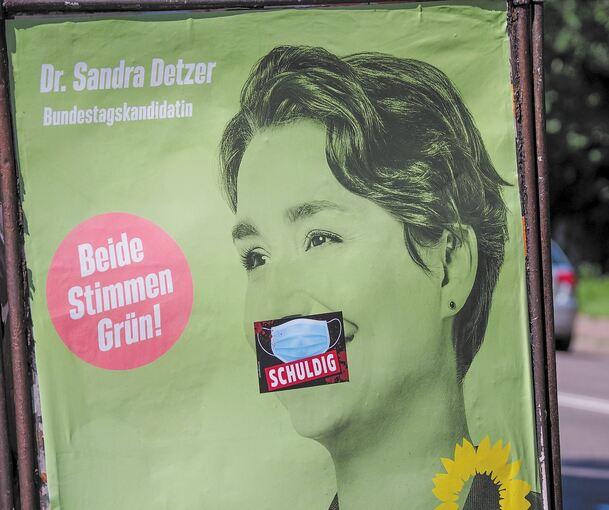 Dr. Sandra Detzer
Bundestagskandidatin
Beide
Stimmen
Grün!
SCHULDIG